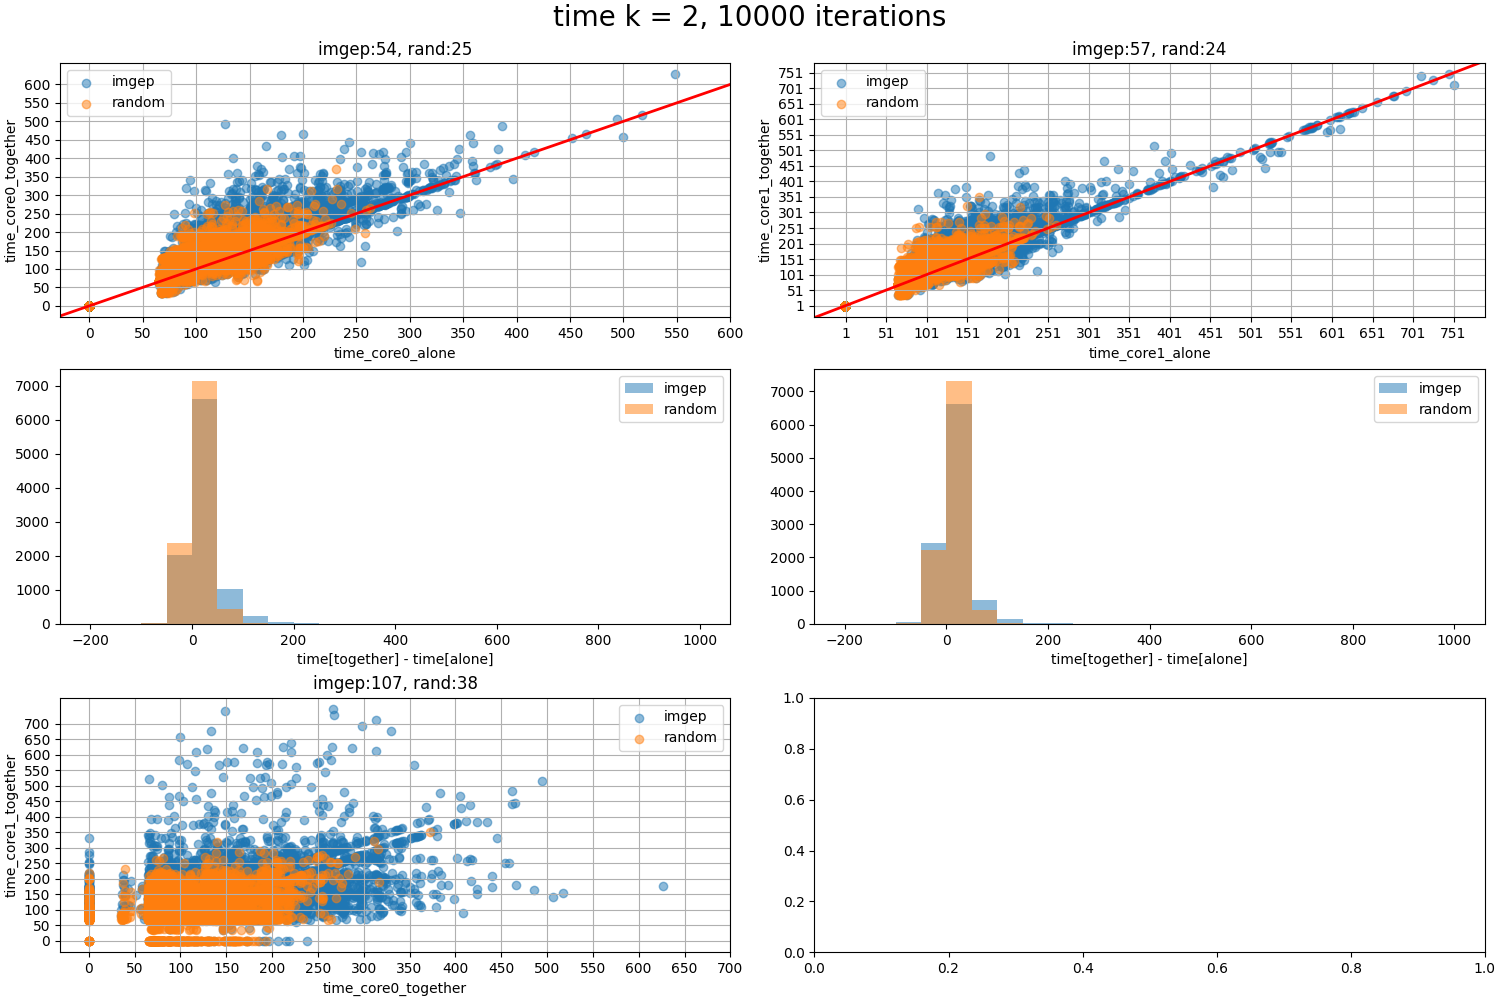 time k = 2, 10000 iterations
imgep:54, rand:25
imgep
random
600
550
500
450
400
350
300
250
200
150
100
50
0
time_core0_together
0 50 100 150 200 250 300 350 400 450 500 550 600
time_core0_alone
imgep:57, rand:24
imgep
random
751
701
651
601
551
501
451
401
351
301
251
201
151
101
51
1
time_core1_together
1 51 101 151 201 251 301 351 401 451 501 551 601 651 701 751
time_core1_alone
imgep
random
7000
6000
5000
4000
3000
2000
1000
0
−200 0 200 400 600 800 1000
time[together] - time[alone]
imgep
random
7000
6000
5000
4000
3000
2000
1000
0
−200 0 200 400 600 800 1000
time[together] - time[alone]
imgep:107, rand:38
imgep
random
700
650
600
550
500
450
400
350
300
250
200
150
100
50
0
time_core1_together
0 50 100 150 200 250 300 350 400 450 500 550 600 650 700
time_core0_together
1.0
0.8
0.6
0.4
0.2
0.0
0.0 0.2 0.4 0.6 0.8 1.0